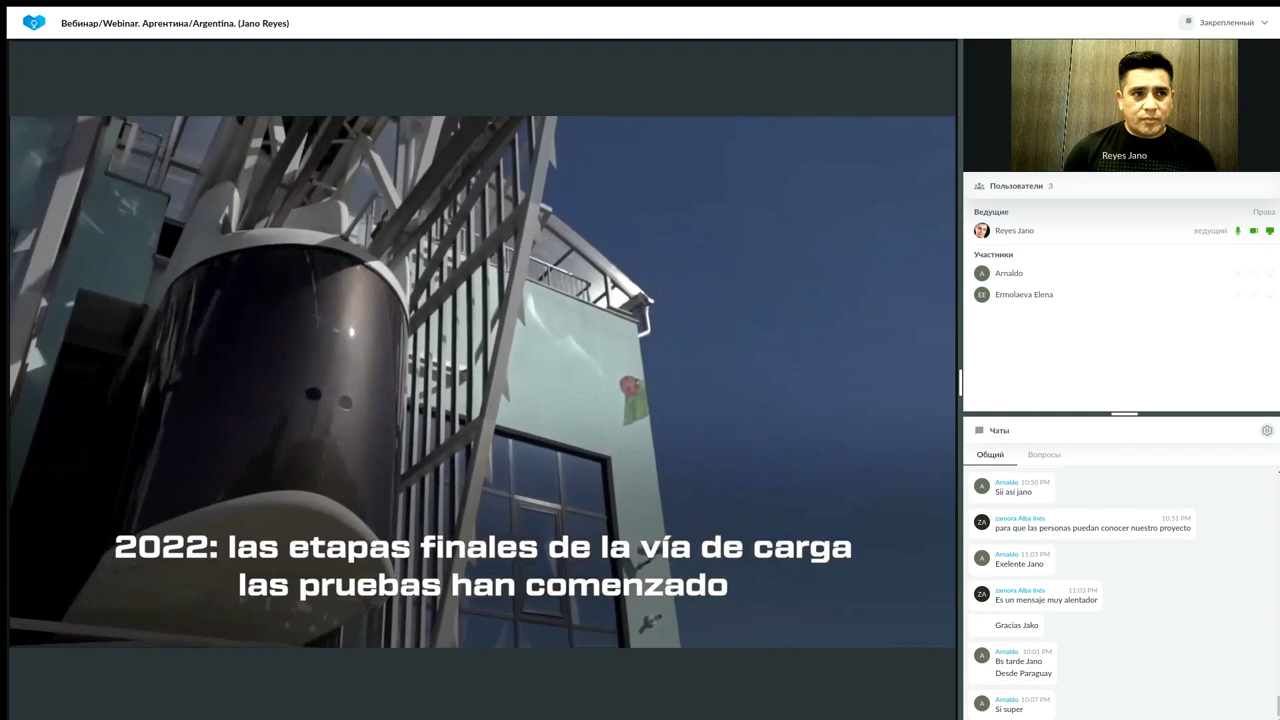 Вебинар/Webinar. Аргентина/Argentina. (Jano Reyes)
Закрепленный
2022: las etapas finales de la vía de carga
las pruebas han comenzado
Reyes Jano
Пользователи 3
Ведущие Права
Reyes Jano ведущий
Участники
A Arnaldo
EE Ermolaeva Elena
Чаты
Общий Вопросы
A Arnaldo 10:50 PM
Sii así jano
ZA zamora Alba Inés 10:51 PM
para que las personas puedan conocer nuestro proyecto
A Arnaldo 11:03 PM
Exelente Jano
ZA zamora Alba Inés 11:03 PM
Es un mensaje muy alentador
Gracias Jako
A Arnaldo 10:01 PM
Bs tarde Jano
Desde Paraguay
A Arnaldo 10:07 PM
Si super